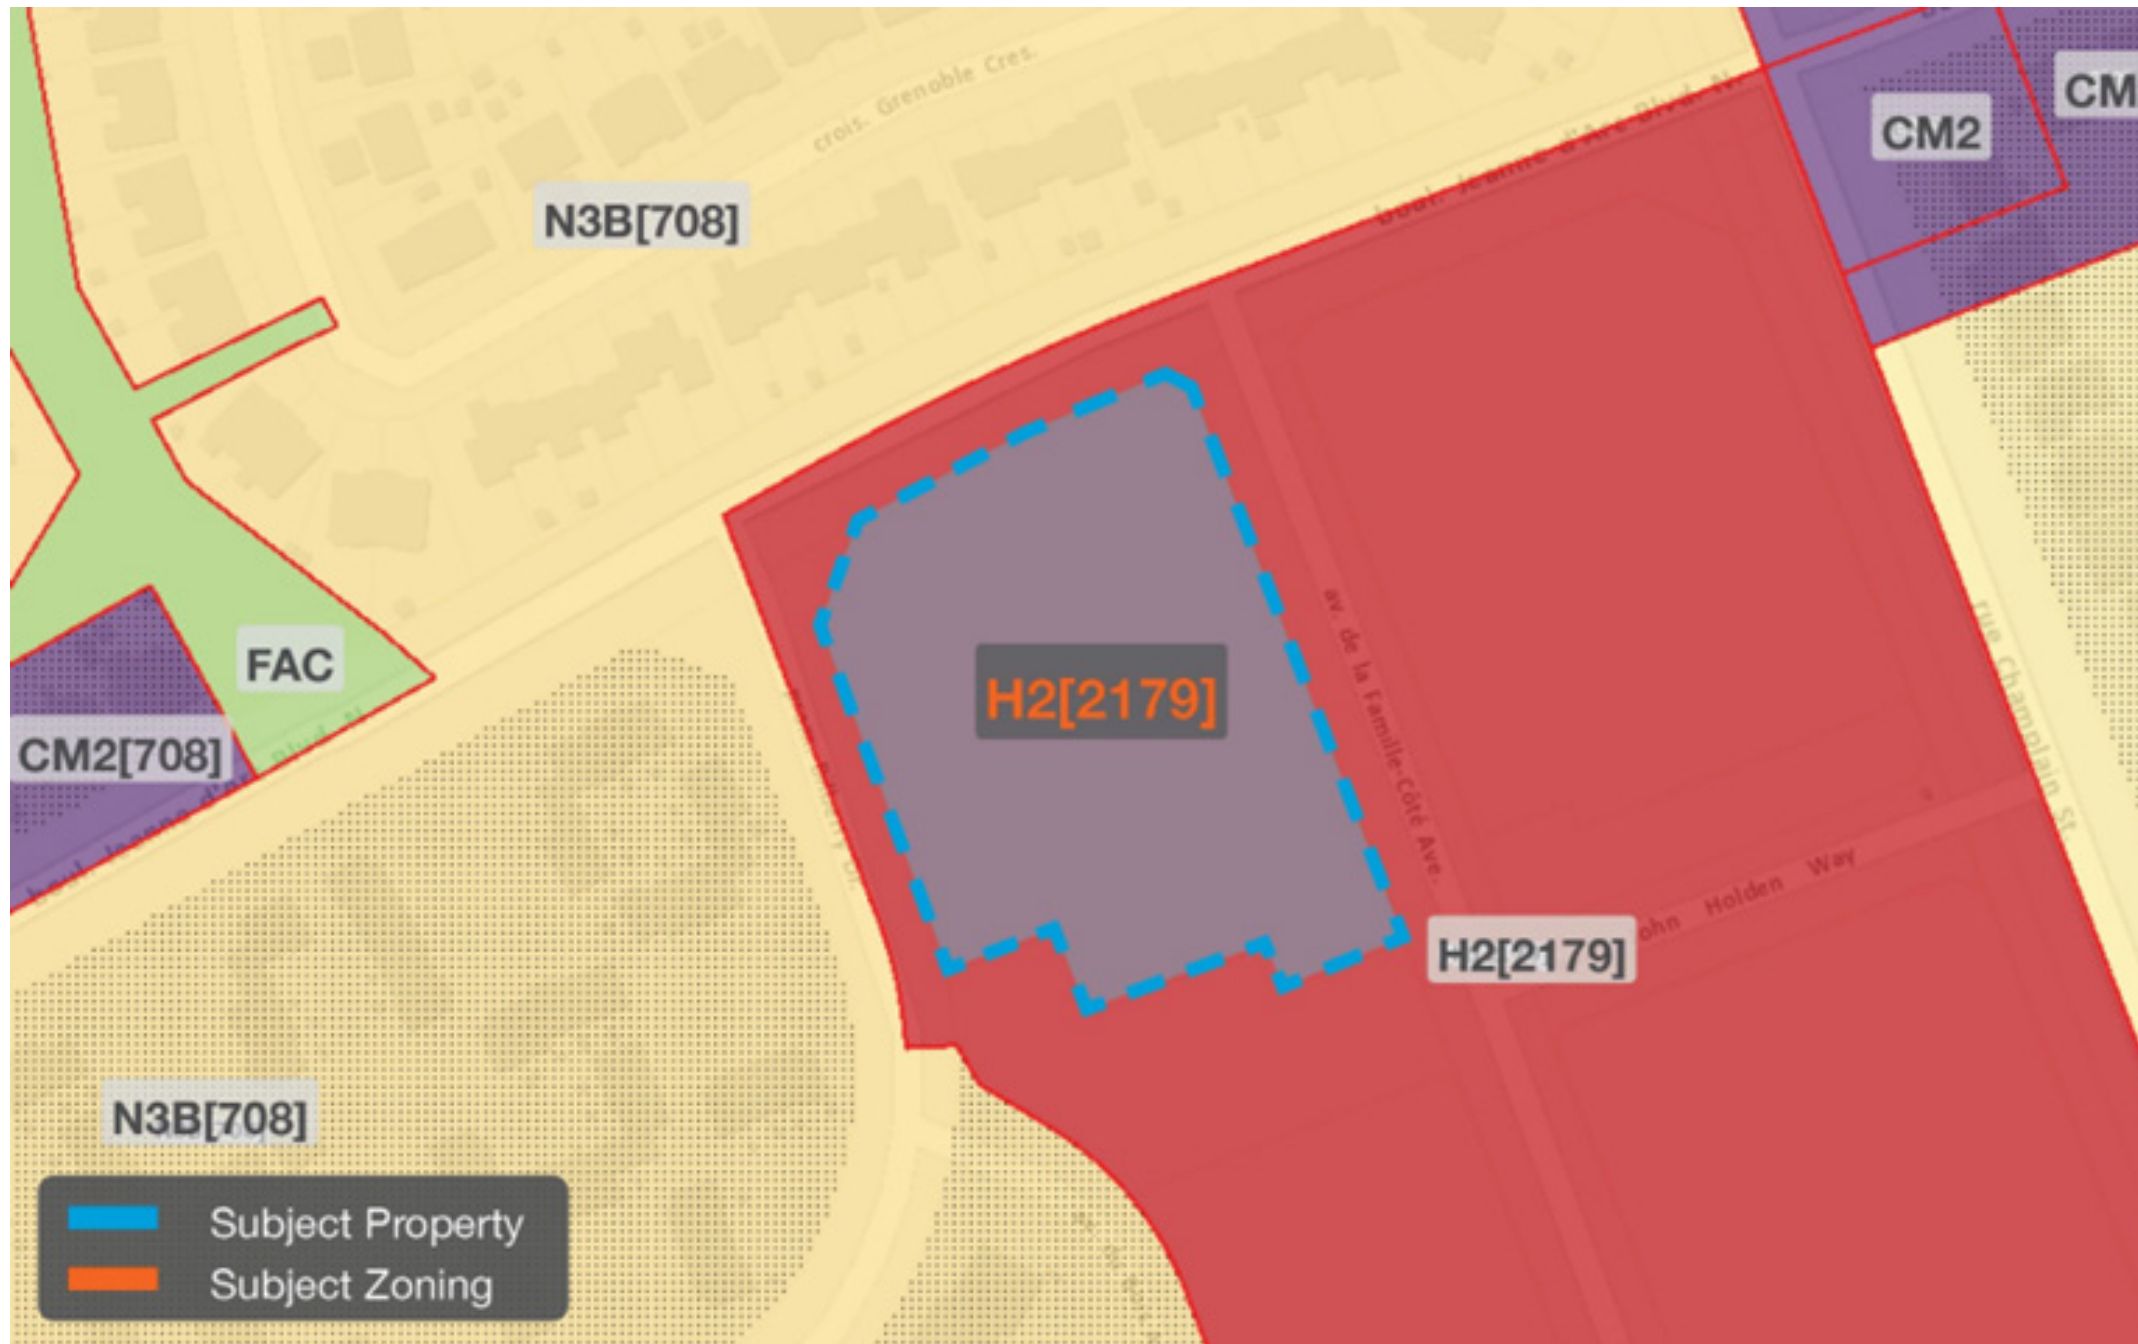 crois. Grenoble Cres.
boul. Jeanne-d'Arc Blvd. N.
CM
CM2
N3B[708]
FAC
H2[2179]
CM2[708]
av. de la Famille-Côté Ave.
rue Champlain St.
Holden Way
H2[2179]
N3B[708]
Subject Property
Subject Zoning